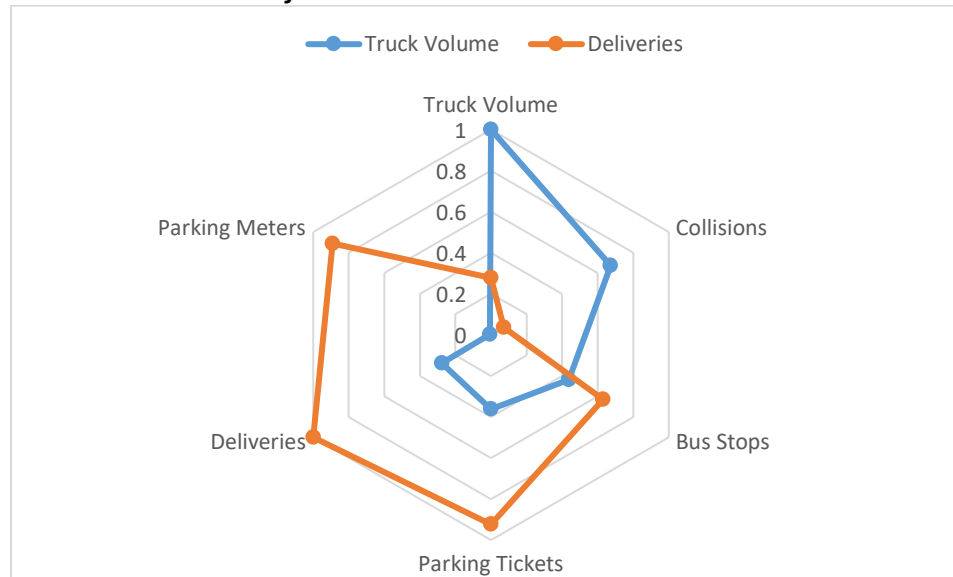 Truck Volume Deliveries
Truck Volume
1
0.8
Parking Meters 0.6 Collisions
0.4
0.2
0
Deliveries Bus Stops
Parking Tickets